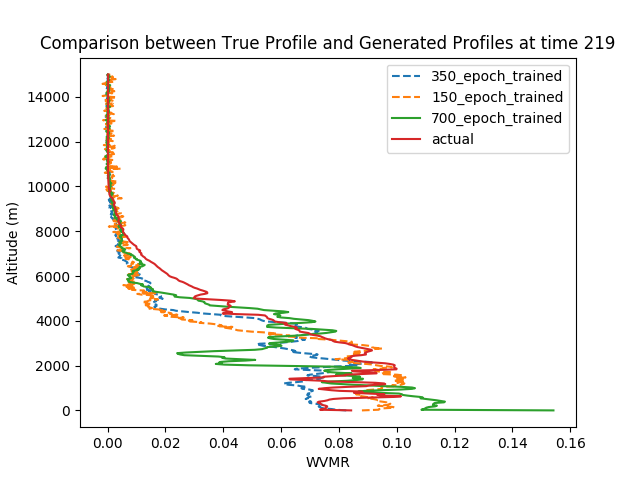 Comparison between True Profile and Generated Profiles at time 219
350_epoch_trained
150_epoch_trained
700_epoch_trained
actual
Altitude (m)
14000
12000
10000
8000
6000
4000
2000
0
0.00 0.02 0.04 0.06 0.08 0.10 0.12 0.14 0.16
WVMR